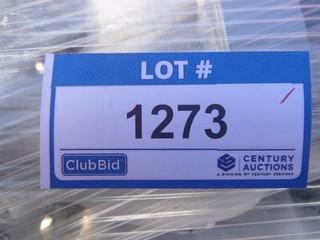 LOT #
1273
ClubBid
CENTURY
AUCTIONS
A DIVISION OF CENTURY SERVICES